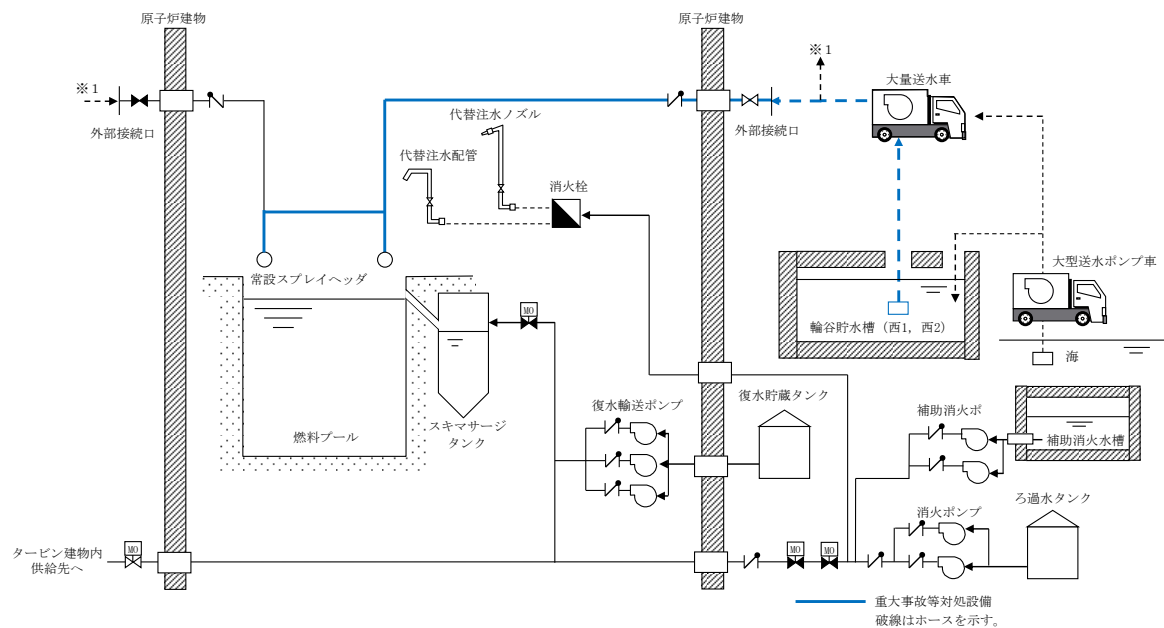 原子炉建物
原子炉建物
※1
※1
大量送水車
外部接続口
外部接続口
代替注水ノズル
代替注水配管
消火栓
常設スプレイヘッダ
大型送水ポンプ車
輪谷貯水槽（西1，西2）
海
MO
燃料プール
スキマサージ
タンク
復水輸送ポンプ
復水貯蔵タンク
補助消火ポ
補助消火水槽
消火ポンプ
ろ過水タンク
タービン建物内
供給先へ
MO
MO
MO
重大事故等対処設備
破線はホースを示す。